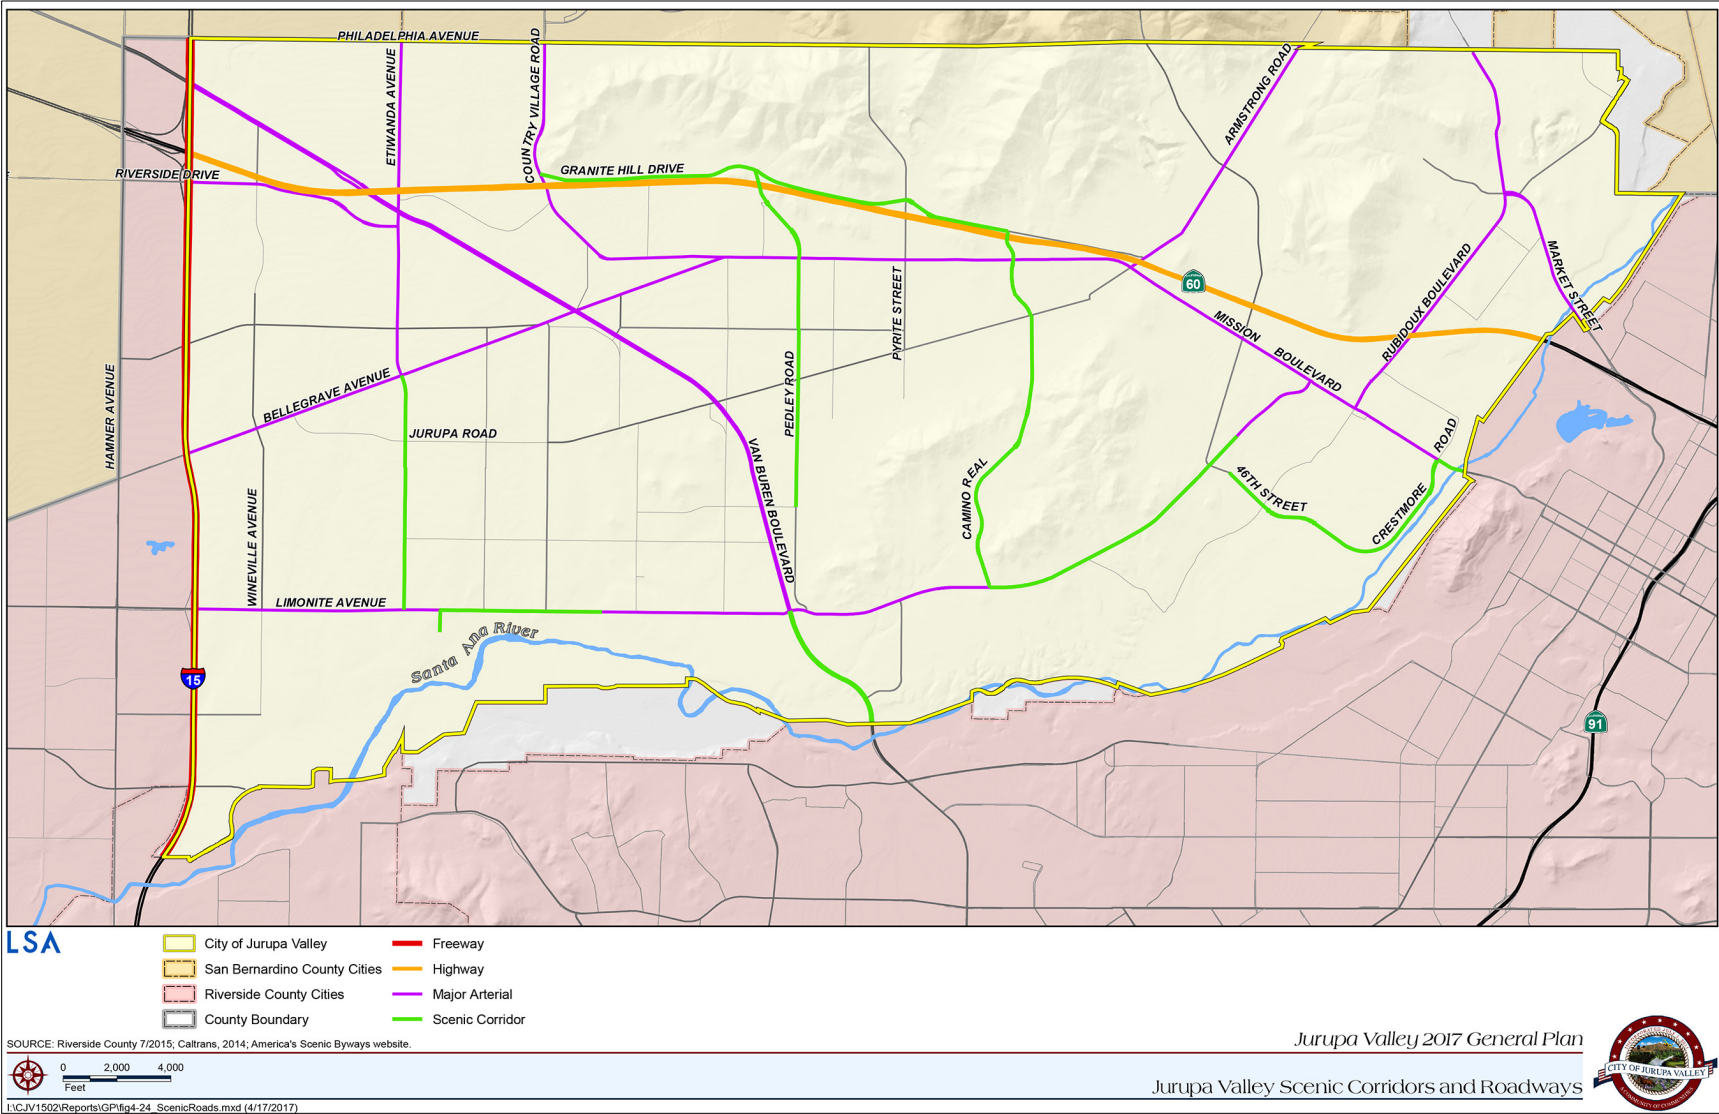 PHILADELPHIA AVENUE
ETIWANDA AVENUE
COUNTRY VILLAGE ROAD
ARMSTRONG ROAD
RIVERSIDE DRIVE
GRANITE HILL DRIVE
60
MARKET STREET
RUBIDOUX BOULEVARD
MISSION BOULEVARD
PYRITE STREET
PEDLEY ROAD
HAMNER AVENUE
BELLEGRAVE AVENUE
JURUPA ROAD
VAN BUREN BOULEVARD
CAMINO REAL
46TH STREET
CRESTMORE ROAD
WINEVILLE AVENUE
LIMONITE AVENUE
Santa Ana River
15
91
LSA
City of Jurupa Valley
San Bernardino County Cities
Riverside County Cities
County Boundary
Freeway
Highway
Major Arterial
Scenic Corridor
SOURCE: Riverside County 7/2015; Caltrans, 2014; America's Scenic Byways website.
Jurupa Valley 2017 General Plan
0 2,000 4,000
Feet
Jurupa Valley Scenic Corridors and Roadways
CITY OF JURUPA VALLEY
A COMMUNITY OF COMMUNITIES
I:\CJV1502\Reports\GP\fig4-24_ScenicRoads.mxd (4/17/2017)